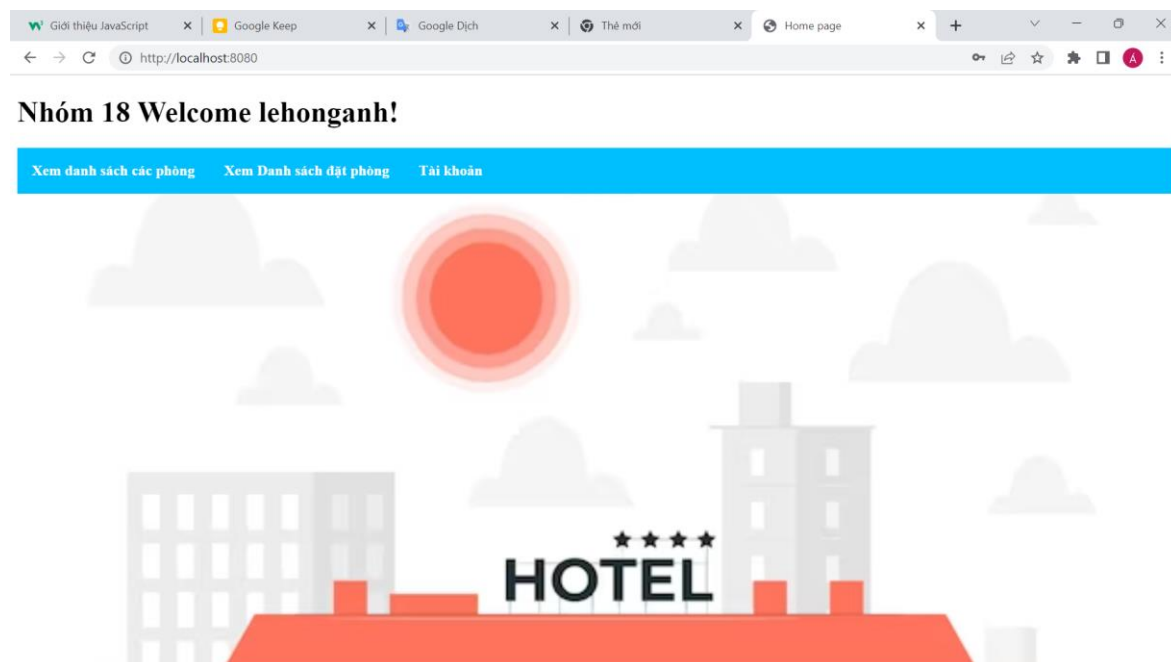 Giới thiệu JavaScript Google Keep Google Dịch Thẻ mới Home page
http://localhost:8080 A
Nhóm 18 Welcome lehonganh!
Xem danh sách các phòng Xem Danh sách đặt phòng Tài khoản
HOTEL